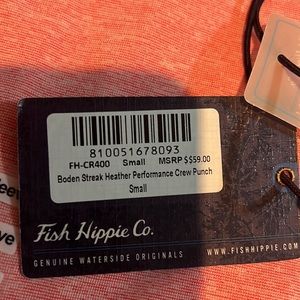 810051678093
FH-CR400 Small MSRP S$59.00
Boden Streak Heather Performance Crew Punch
Small
Fish Hippie Co.
GENUINE WATERSIDE ORIGINALS
WWW.FISHHIPPIE.COM